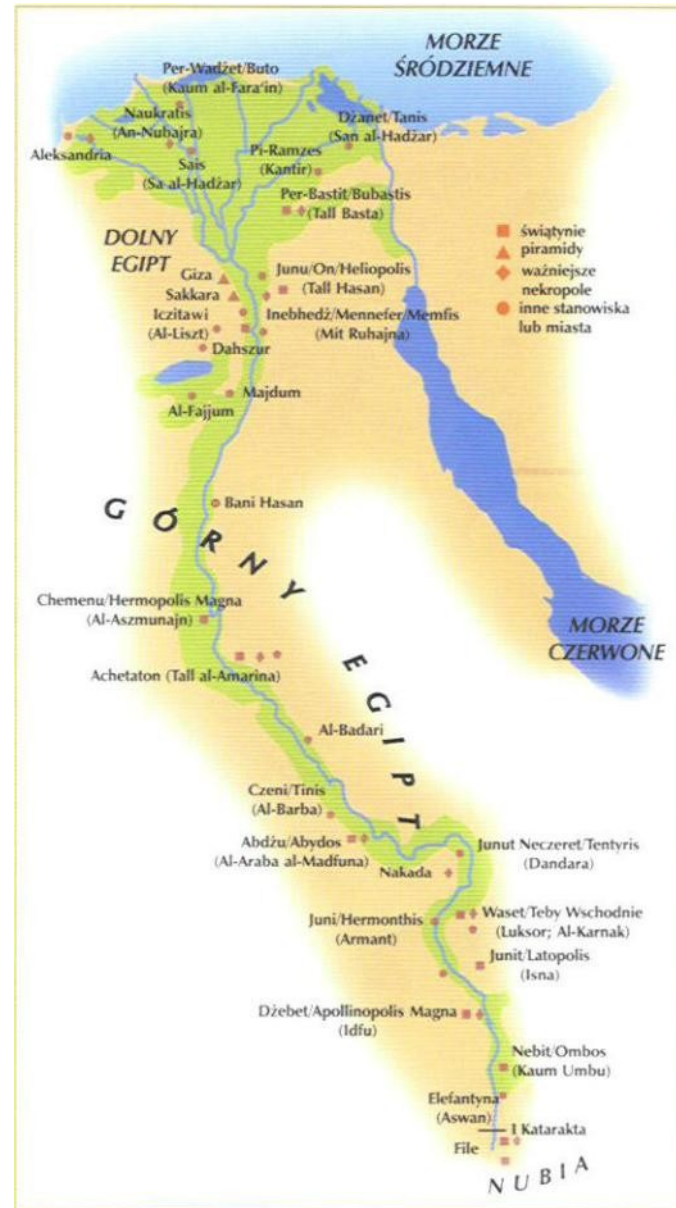 MORZE
ŚRÓDZIEMNE
Per-Wadżet/Buto
(Kaum al-Fara'in)
Naukratis
(An-Nubajra)
Dżanet/Tanis
(San al-Hadżar)
Aleksandria
Sais
(Sa al-Hadżar)
Pi-Ramzes
(Kantir)
Per-Bastit/Bubastis
(Tall Basta)
DOLNY
EGIPT
świątynie
piramidy
ważniejsze
nekropole
inne stanowiska
lub miasta
Giza
Sakkara
Junu/On/Heliopolis
(Tall Hasan)
Iczitawi
(Al-Liszt)
Inebhedż/Mennefer/Memfis
(Mit Ruhajna)
Dahszur
Majdum
Al-Fajjum
Bani Hasan
GÓRNY EGIPT
Chemenu/Hermopolis Magna
(Al-Aszmunajn)
MORZE
CZERWONE
Achetaton (Tall al-Amarina)
Al-Badari
Czeni/Tinis
(Al-Barba)
Abdżu/Abydos
(Al-Araba al-Madfuna)
Junut Neczeret/Tentyris
(Dandara)
Nakada
Juni/Hermonthis
(Armant)
Waset/Teby Wschodnie
(Luksor; Al-Karnak)
Junit/Latopolis
(Isna)
Dżebet/Apollinopolis Magna
(Idfu)
Nebit/Ombos
(Kaum Umbu)
Elefantyna
(Aswan)
I Katarakta
File
NUBIA